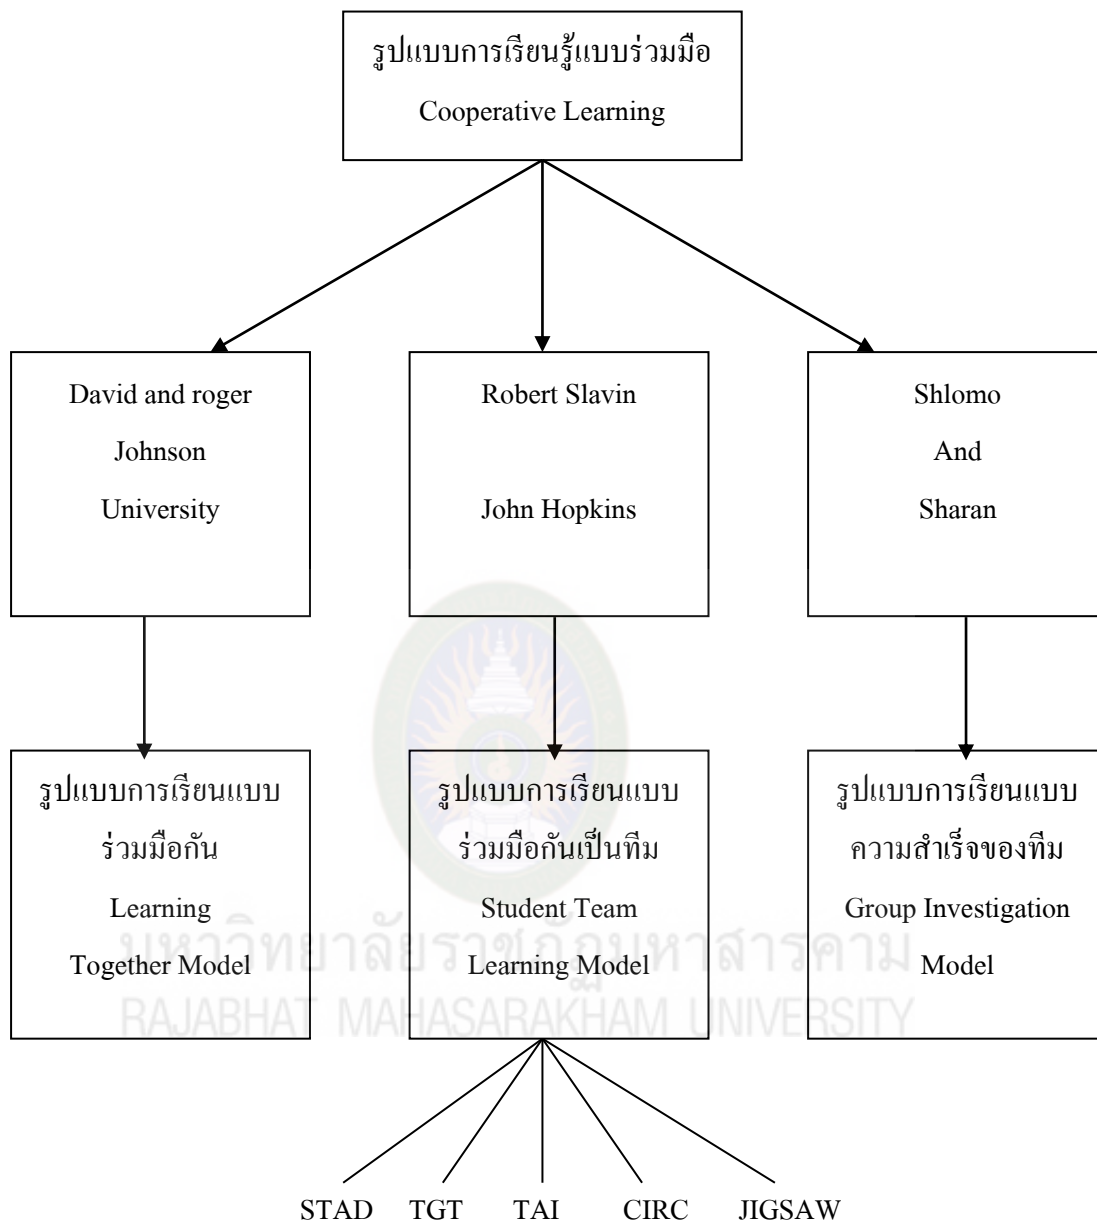 รูปแบบการเรียนรู้แบบร่วมมือ
Cooperative Learning
David and roger
Johnson
University
Robert Slavin
John Hopkins
Shlomo
And
Sharan
รูปแบบการเรียนแบบ
ร่วมมือกัน
Learning
Together Model
รูปแบบการเรียนแบบ
ร่วมมือกันเป็นทีม
Student Team
Learning Model
รูปแบบการเรียนแบบ
ความสำเร็จของทีม
Group Investigation
Model
มหาวิทยาลัยราชภัฏมหาสารคาม
RAJABHAT MAHASARAKHAM UNIVERSITY
STAD TGT TAI CIRC JIGSAW